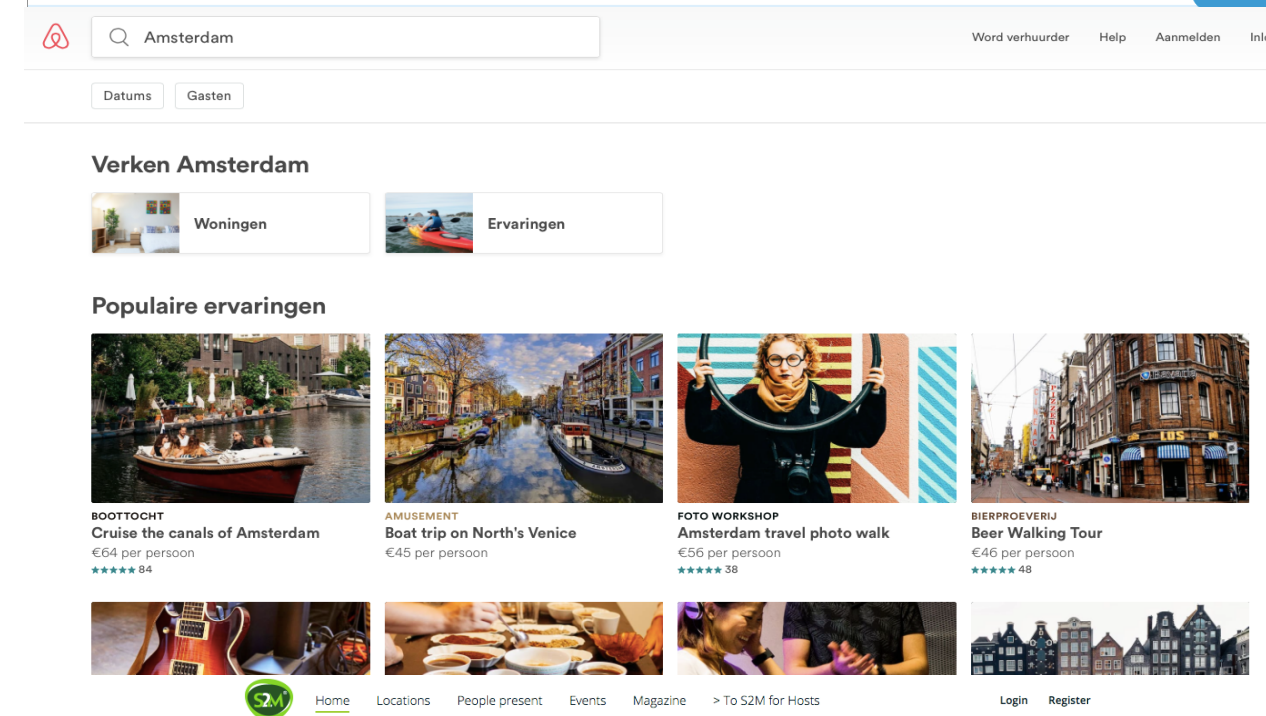 Amsterdam
Word verhuurder Help Aanmelden
Datums Gasten
Verken Amsterdam
Woningen Ervaringen
Populaire ervaringen
PIZZERIA
BOOTTOCHT
Cruise the canals of Amsterdam
€64 per persoon
84
AMUSEMENT
Boat trip on North's Venice
€45 per persoon
FOTO WORKSHOP
Amsterdam travel photo walk
€56 per persoon
38
BIERPROEVERIJ
Beer Walking Tour
€46 per persoon
48
S2M
Home Locations People present Events Magazine > To S2M for Hosts Login Register